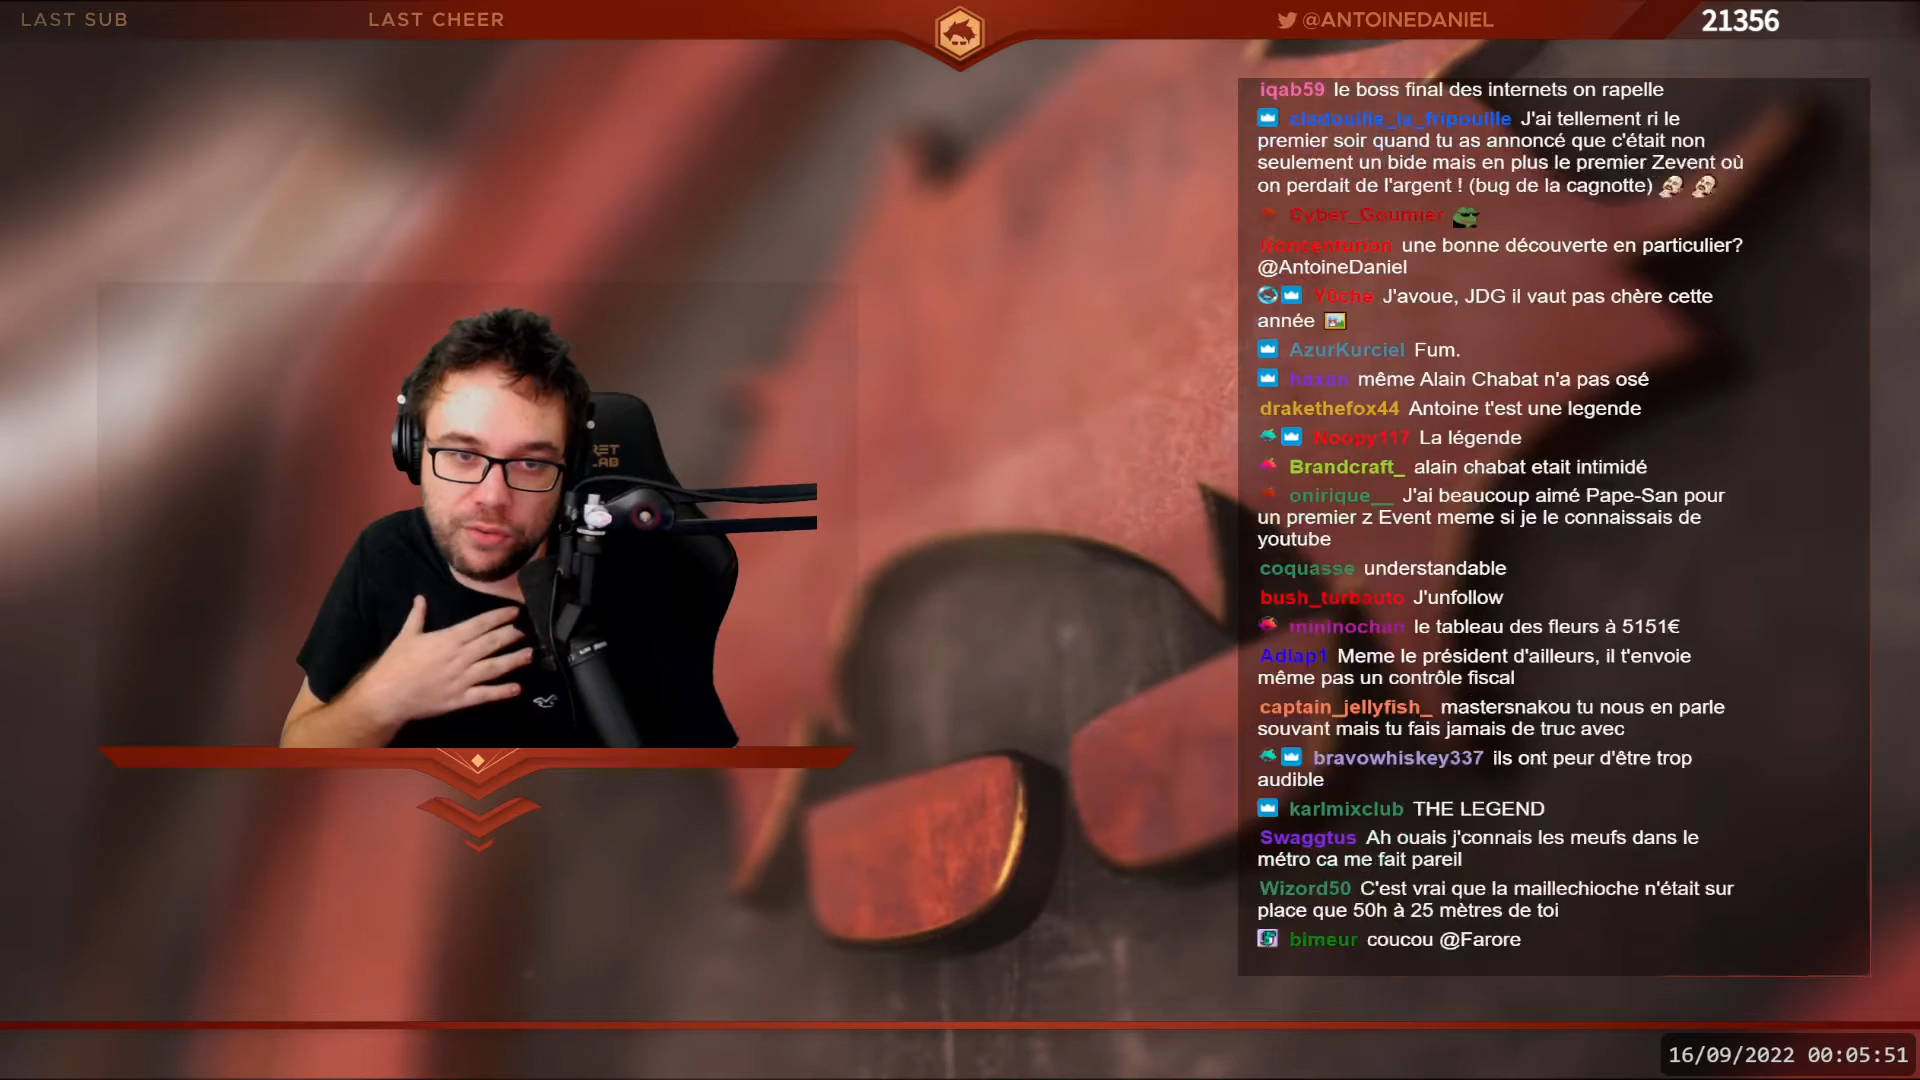 LAST SUB
LAST CHEER
@ANTOINEDANIEL
21356
iqab59 le boss final des internets on rapelle
cladouille_la_fripouille J'ai tellement ri le
premier soir quand tu as annoncé que c'était non
seulement un bide mais en plus le premier Zevent où
on perdait de l'argent ! (bug de la cagnotte)
Cyber_Goumier
Ironcenturion une bonne découverte en particulier?
@AntoineDaniel
Y0che J'avoue, JDG il vaut pas chère cette
année
AzurKurciel Fum.
haxan même Alain Chabat n'a pas osé
drakethefox44 Antoine t'est une legende
Noopy117 La légende
Brandcraft_ alain chabat etait intimidé
onirique__ J'ai beaucoup aimé Pape-San pour
un premier z Event meme si je le connaissais de
youtube
coquasse understandable
bush_turbauto J'unfollow
mininochan le tableau des fleurs à 5151€
Adlap1 Meme le président d'ailleurs, il t'envoie
même pas un contrôle fiscal
captain_jellyfish_ mastersnakou tu nous en parle
souvant mais tu fais jamais de truc avec
bravowhiskey337 ils ont peur d'être trop
audible
karlmixclub THE LEGEND
Swaggtus Ah ouais j'connais les meufs dans le
métro ca me fait pareil
Wizord50 C'est vrai que la maillechioche n'était sur
place que 50h à 25 mètres de toi
bimeur coucou @Farore
16/09/2022 00:05:51